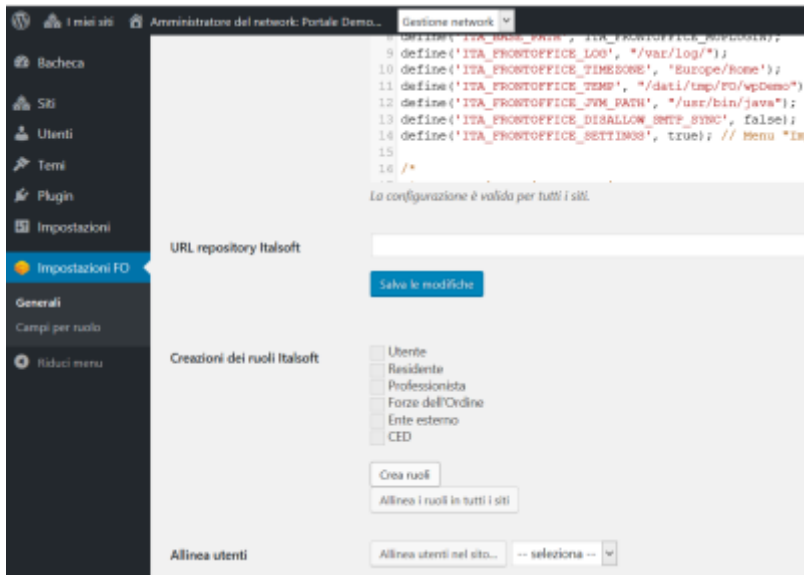 I miei siti
Amministratore del network: Portale Demo...
Gestione network
Bacheca
Siti
Utenti
Temi
Plugin
Impostazioni
Impostazioni FO
Generali
Campi per ruolo
Riduci menu
8 define('ITA_BASE_PATH', ITA_FRONTOFFICE_MUPLUGIN);
9 define('ITA_FRONTOFFICE_LOG', "/var/log/");
10 define('ITA_FRONTOFFICE_TIMEZONE', 'Europe/Rome');
11 define('ITA_FRONTOFFICE_TEMP', "/dati/tmp/FO/wpDemo")
12 define('ITA_FRONTOFFICE_JVM_PATH', "/usr/bin/java");
13 define('ITA_FRONTOFFICE_DISALLOW_SMTP_SYNC', false);
14 define('ITA_FRONTOFFICE_SETTINGS', true); // Menu "Im
15
16 /*
La configurazione è valida per tutti i siti.
URL repository Italsoft
Salva le modifiche
Creazioni dei ruoli Italsoft
Utente
Residente
Professionista
Forze dell'Ordine
Ente esterno
CED
Crea ruoli
Allinea i ruoli in tutti i siti
Allinea utenti
Allinea utenti nel sito...
-- seleziona --